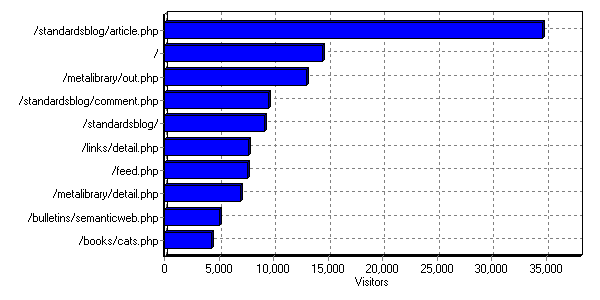 /standardsblog/article.php
/
/metalibrary/out.php
/standardsblog/comment.php
/standardsblog/
/links/detail.php
/feed.php
/metalibrary/detail.php
/bulletins/semanticweb.php
/books/cats.php
0 5,000 10,000 15,000 20,000 25,000 30,000 35,000
Visitors